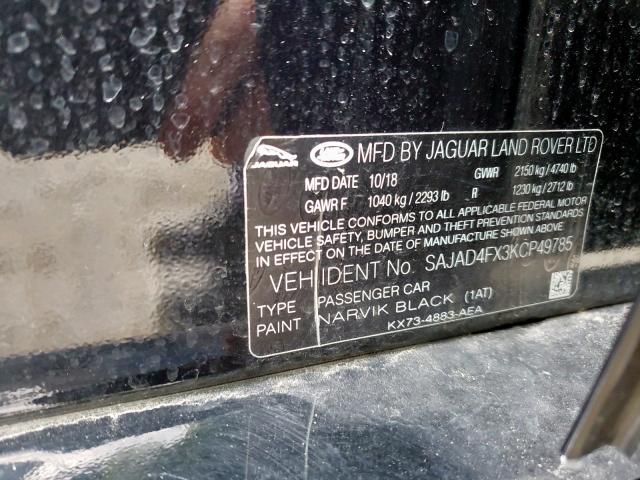 JAGUAR LAND ROVER MFD BY JAGUAR LAND ROVER LTD
MFD DATE 10/18 GVWR 2150 kg / 4740 lb
GAWR F 1040 kg / 2293 lb R 1230 kg / 2712 lb
THIS VEHICLE CONFORMS TO ALL APPLICABLE FEDERAL MOTOR
VEHICLE SAFETY, BUMPER AND THEFT PREVENTION STANDARDS
IN EFFECT ON THE DATE OF MANUFACTURE SHOWN ABOVE
VEH IDENT No. SAJAD4FX3KCP49785
TYPE PASSENGER CAR
PAINT NARVIK BLACK (1AT)
KX73-4883-AEA